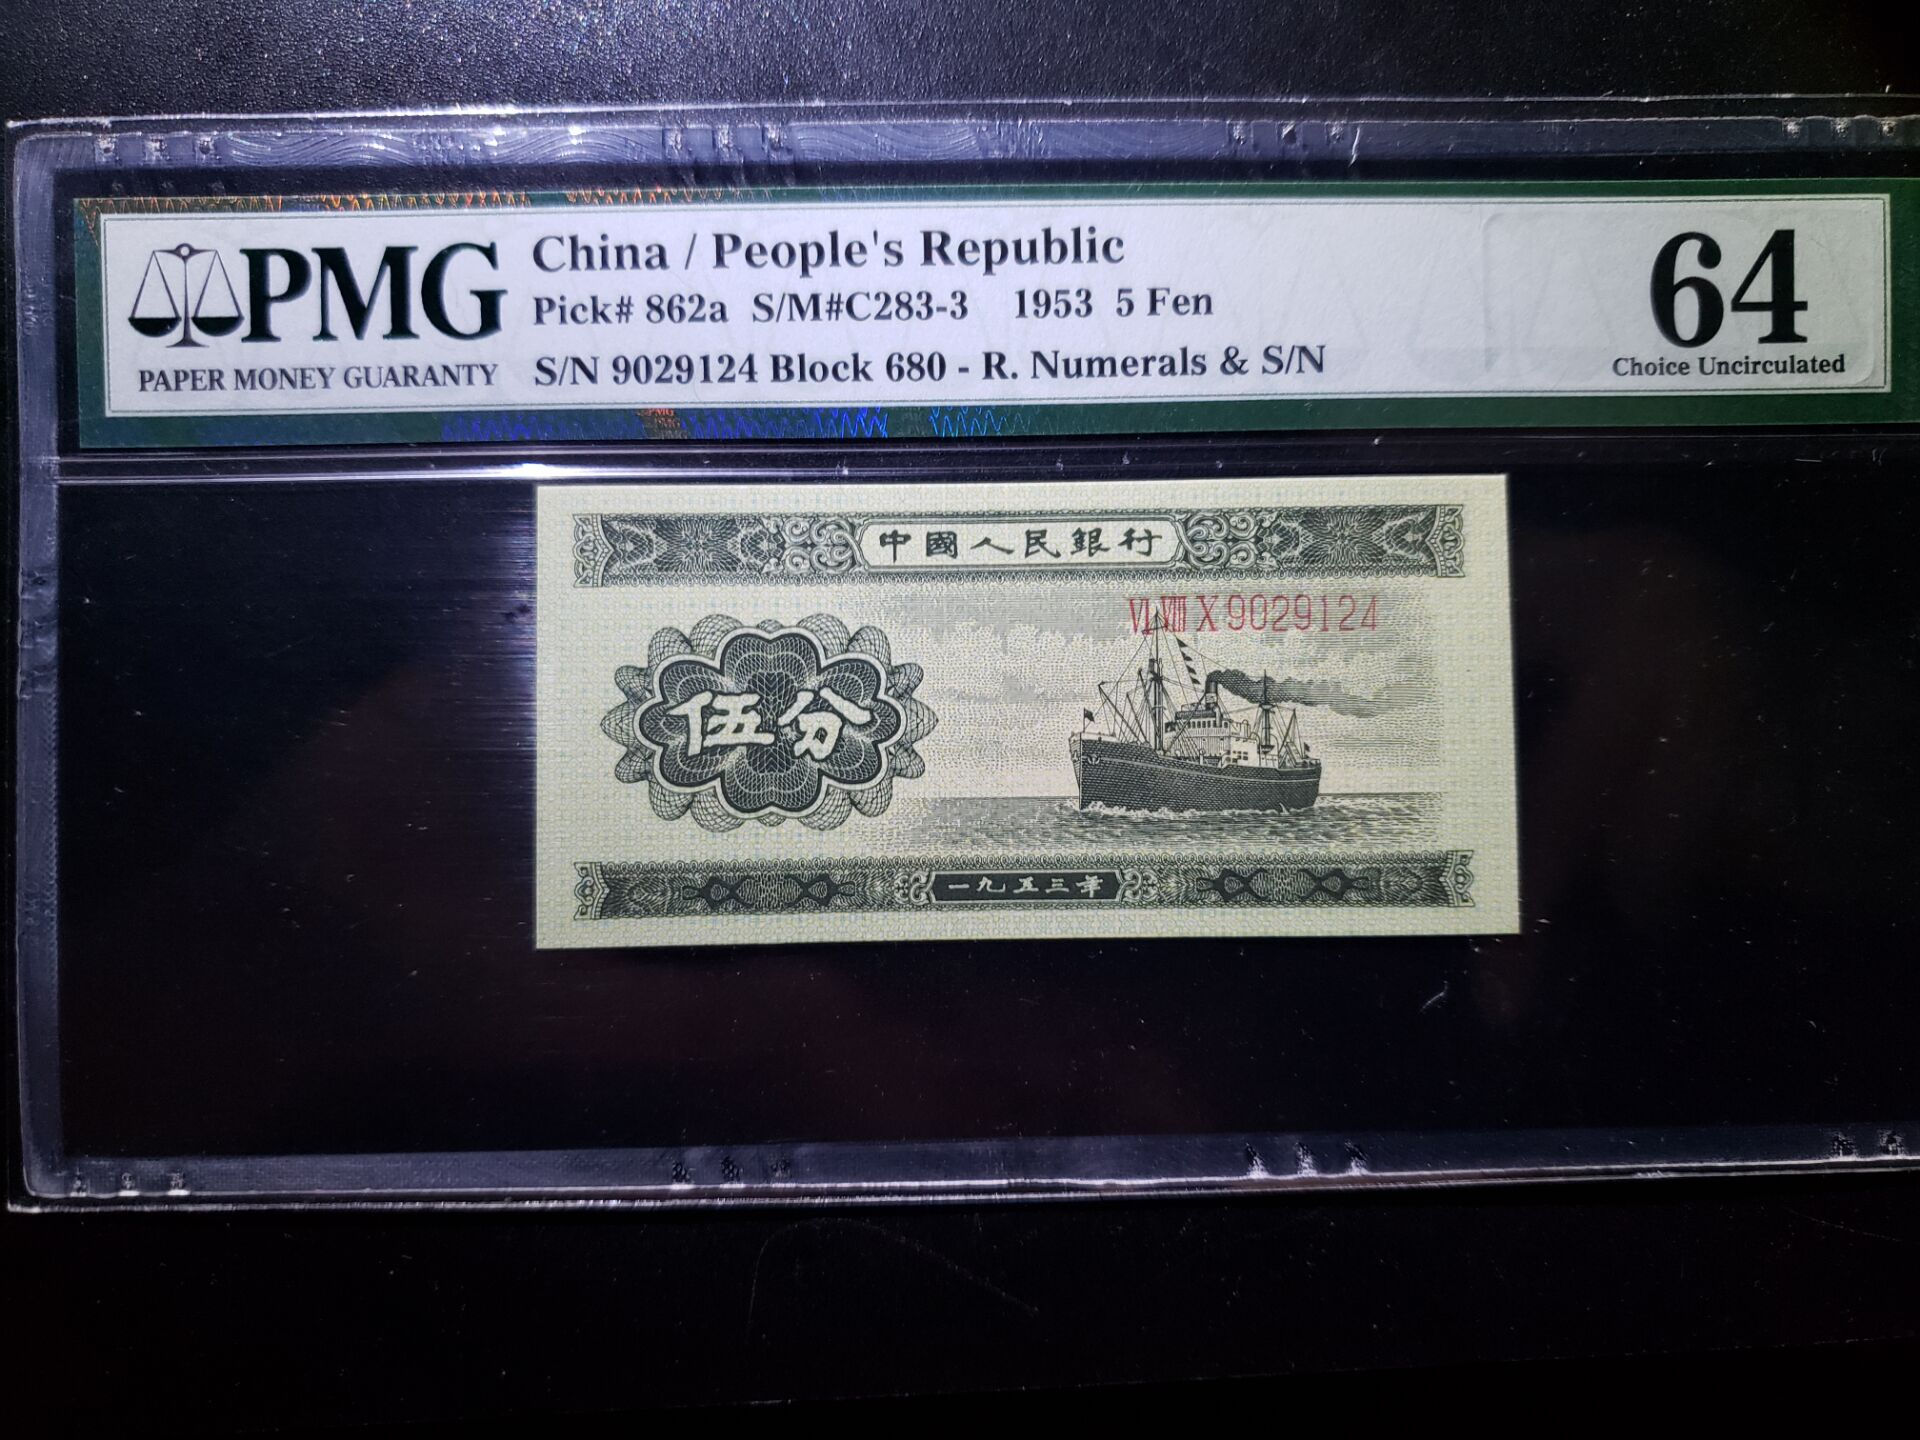 PMG
PAPER MONEY GUARANTY
China / People's Republic
Pick# 862a S/M#C283-3 1953 5 Fen
S/N 9029124 Block 680 - R. Numerals & S/N
64
Choice Uncirculated
中國人民銀行
VI VIII X 9029124
伍分
一九五三年